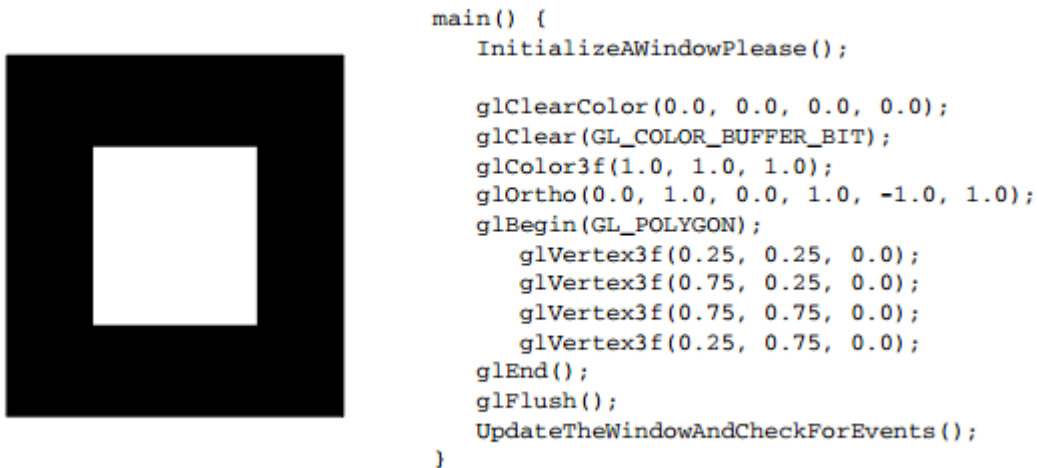 main() {
InitializeAWindowPlease();
glClearColor(0.0, 0.0, 0.0, 0.0);
glClear(GL_COLOR_BUFFER_BIT);
glColor3f(1.0, 1.0, 1.0);
glOrtho(0.0, 1.0, 0.0, 1.0, -1.0, 1.0);
glBegin(GL_POLYGON);
glVertex3f(0.25, 0.25, 0.0);
glVertex3f(0.75, 0.25, 0.0);
glVertex3f(0.75, 0.75, 0.0);
glVertex3f(0.25, 0.75, 0.0);
glEnd();
glFlush();
UpdateTheWindowAndCheckForEvents();
}